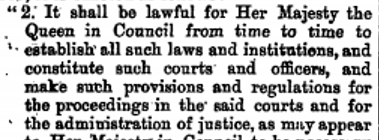 "2. It shall be lawful for Her Majesty the
Queen in Council from time to time to
establish all such laws and institutions, and
constitute such courts and officers, and
make such provisions and regulations for
the proceedings in the said courts and for
the administration of justice, as may appear
to Her Majesty in Council to be